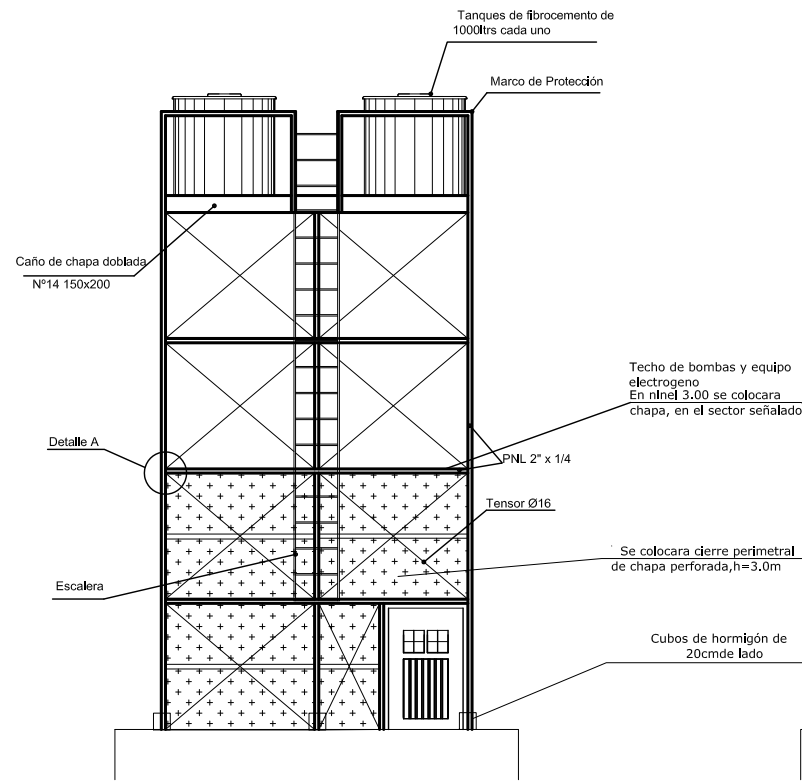 Tanques de fibrocemento de
1000ltrs cada uno
Marco de Protección
Caño de chapa doblada
Nº14 150x200
Techo de bombas y equipo
electrogeno
En nInel 3.00 se colocara
chapa, en el sector señalado
Detalle A
PNL 2" x 1/4
Tensor Ø16
Se colocara cierre perimetral
de chapa perforada,h=3.0m
Escalera
Cubos de hormigón de
20cmde lado